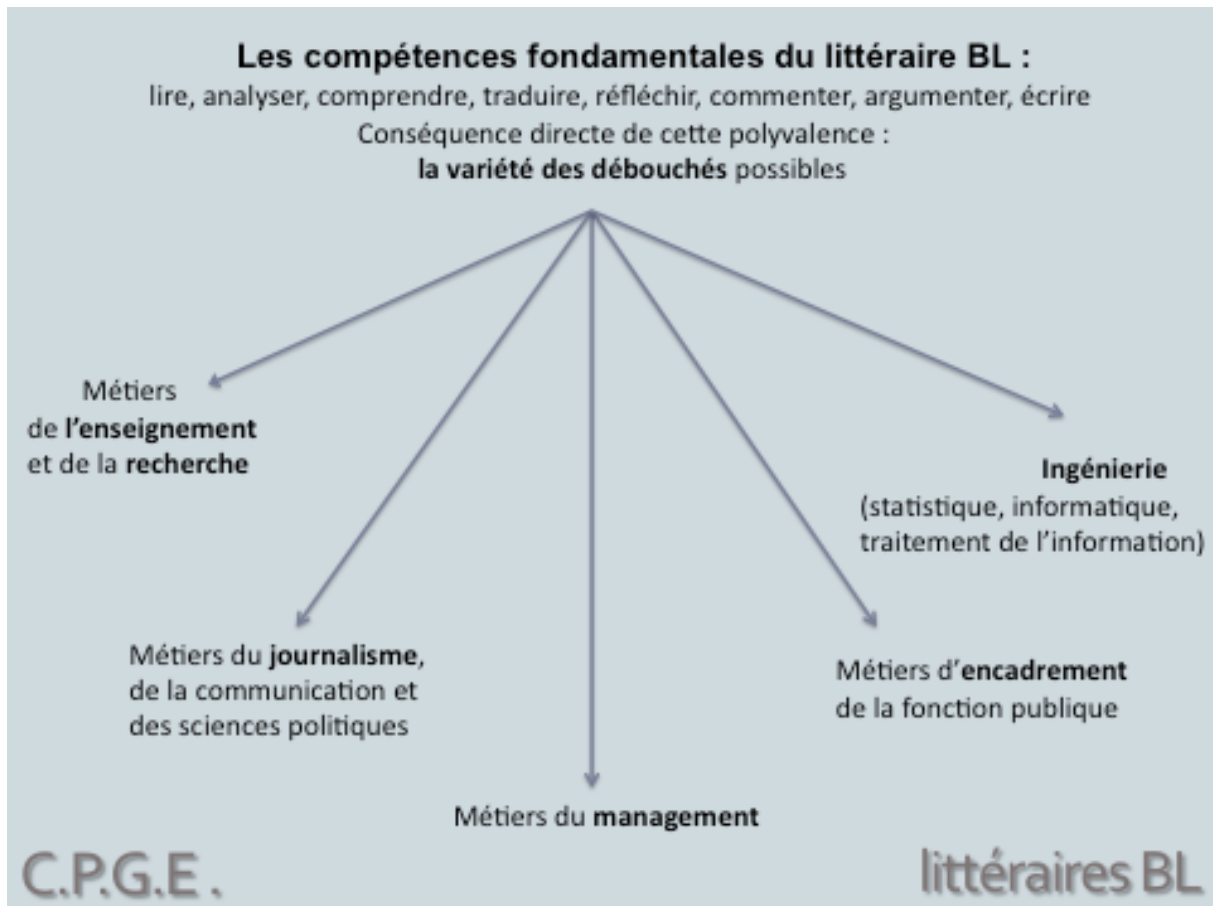 Les compétences fondamentales du littéraire BL :
lire, analyser, comprendre, traduire, réfléchir, commenter, argumenter, écrire
Conséquence directe de cette polyvalence :
la variété des débouchés possibles
Métiers
de l'enseignement
et de la recherche
Ingénierie
(statistique, informatique,
traitement de l'information)
Métiers du journalisme,
de la communication et
des sciences politiques
Métiers d'encadrement
de la fonction publique
Métiers du management
C.P.G.E .
littéraires BL